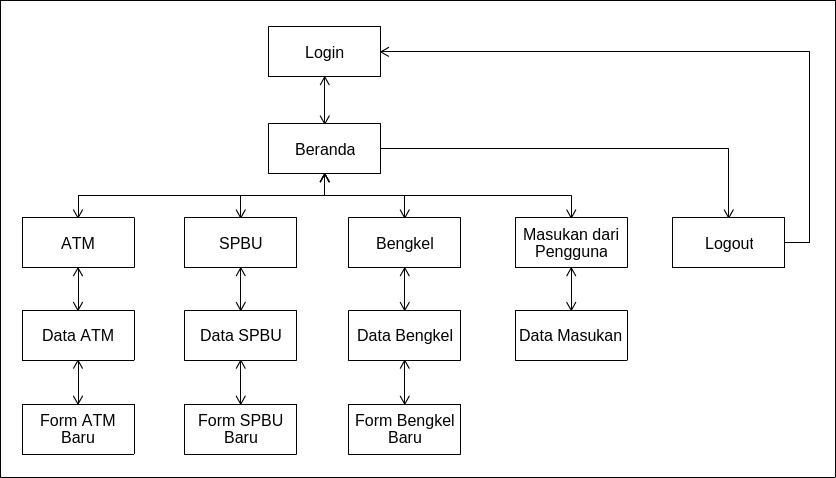 Login
Beranda
ATM
SPBU
Bengkel
Masukan dari
Pengguna
Logout
Data ATM
Data SPBU
Data Bengkel
Data Masukan
Form ATM
Baru
Form SPBU
Baru
Form Bengkel
Baru